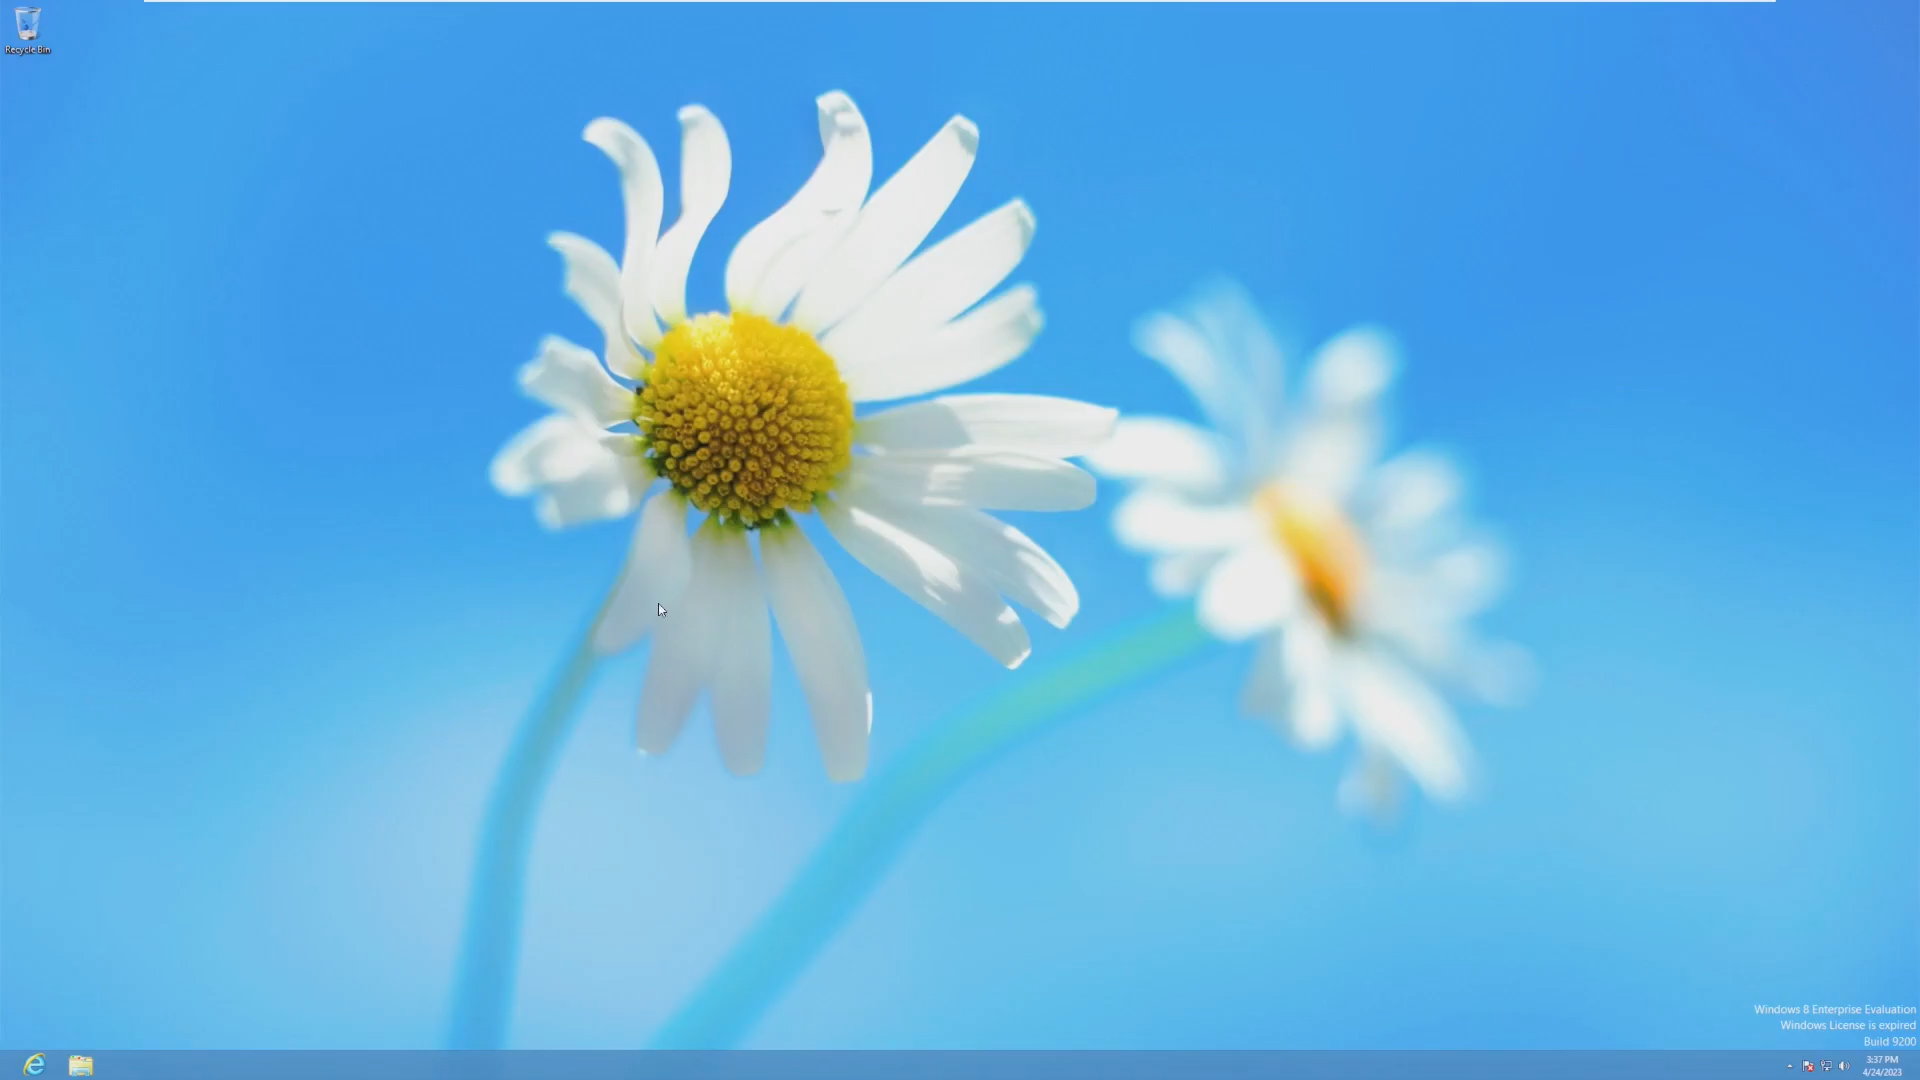 Recycle Bin
Windows 8 Enterprise Evaluation
Windows License is expired
Build 9200
3:37 PM
4/24/2023